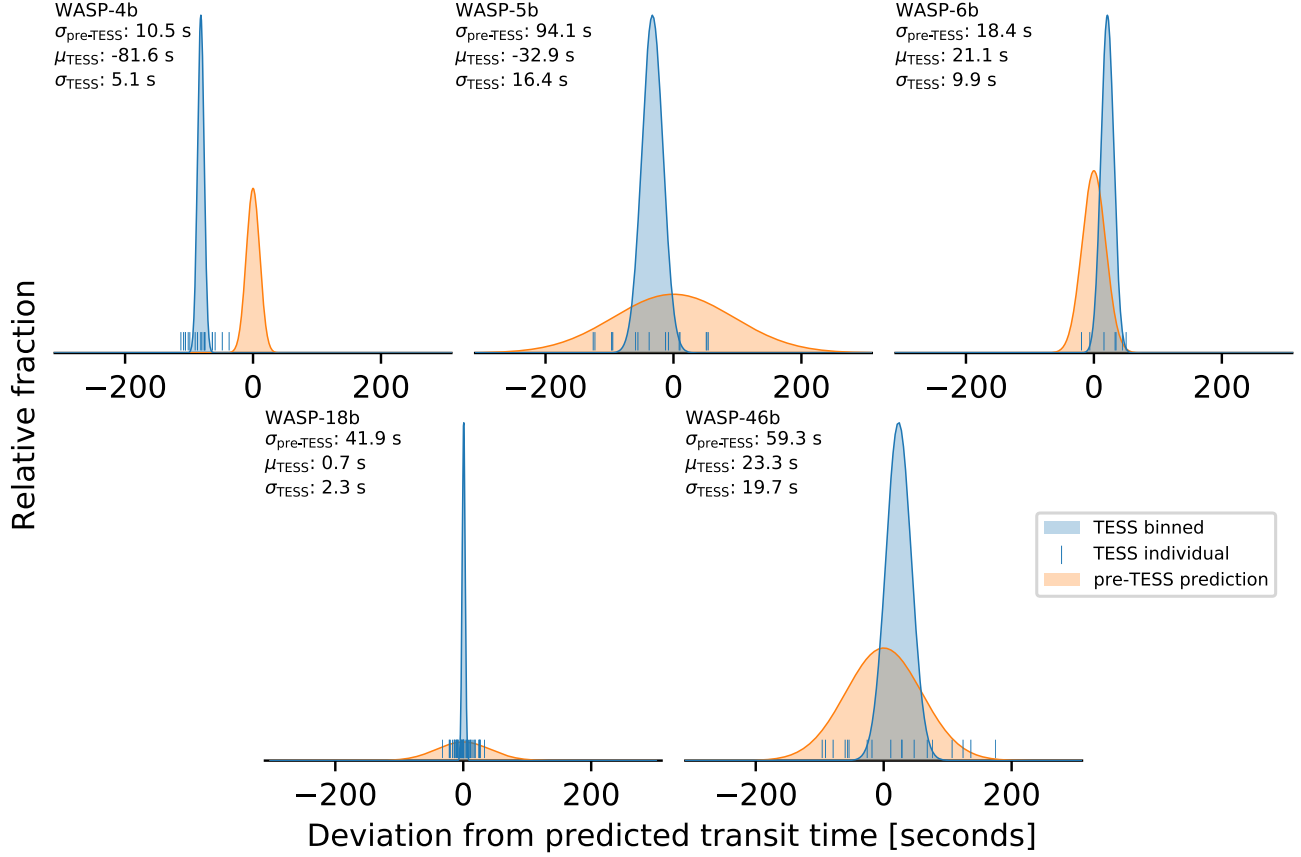 WASP-4b
σpre-TESS: 10.5 s
μTESS: -81.6 s
σTESS: 5.1 s
WASP-5b
σpre-TESS: 94.1 s
μTESS: -32.9 s
σTESS: 16.4 s
WASP-6b
σpre-TESS: 18.4 s
μTESS: 21.1 s
σTESS: 9.9 s
−200 0 200
−200 0 200
−200 0 200
Relative fraction
WASP-18b
σpre-TESS: 41.9 s
μTESS: 0.7 s
σTESS: 2.3 s
WASP-46b
σpre-TESS: 59.3 s
μTESS: 23.3 s
σTESS: 19.7 s
TESS binned
TESS individual
pre-TESS prediction
−200 0 200
−200 0 200
Deviation from predicted transit time [seconds]